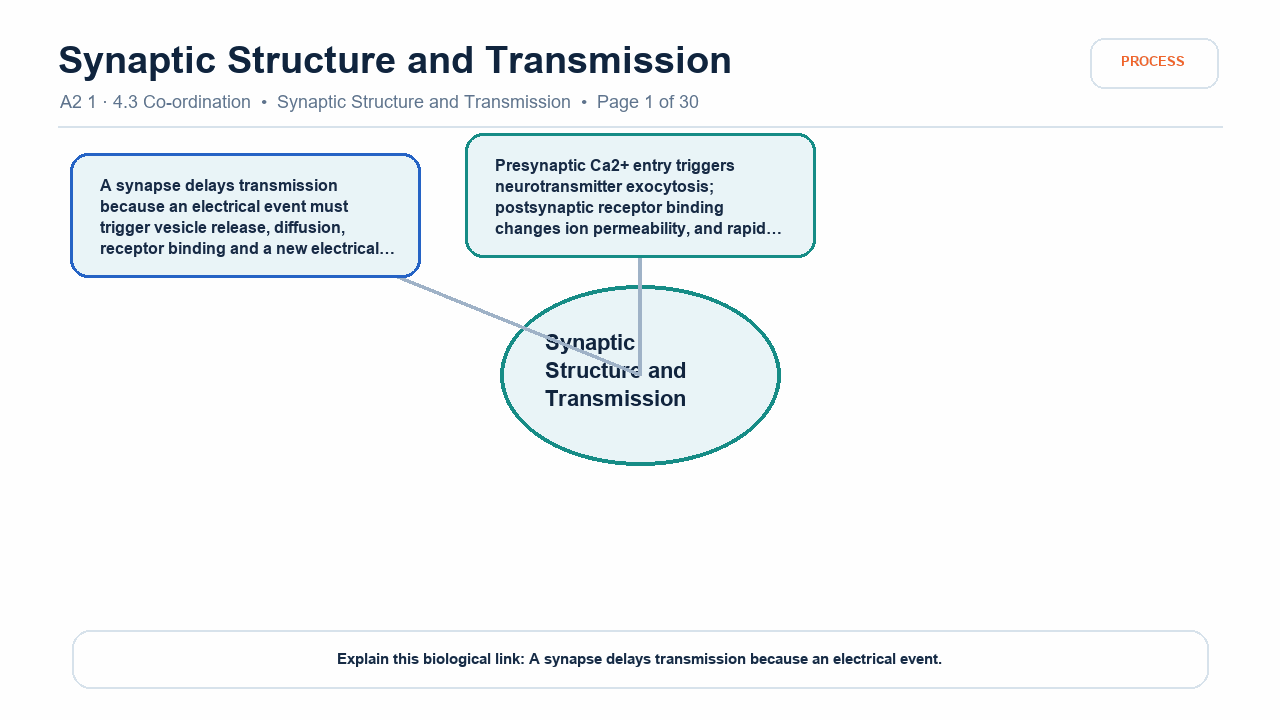 Synaptic Structure and Transmission
PROCESS
A2 1 · 4.3 Co-ordination • Synaptic Structure and Transmission • Page 1 of 30
A synapse delays transmission
because an electrical event must
trigger vesicle release, diffusion,
receptor binding and a new electrical…
Presynaptic Ca2+ entry triggers
neurotransmitter exocytosis;
postsynaptic receptor binding
changes ion permeability, and rapid…
Synaptic
Structure and
Transmission
Explain this biological link: A synapse delays transmission because an electrical event.